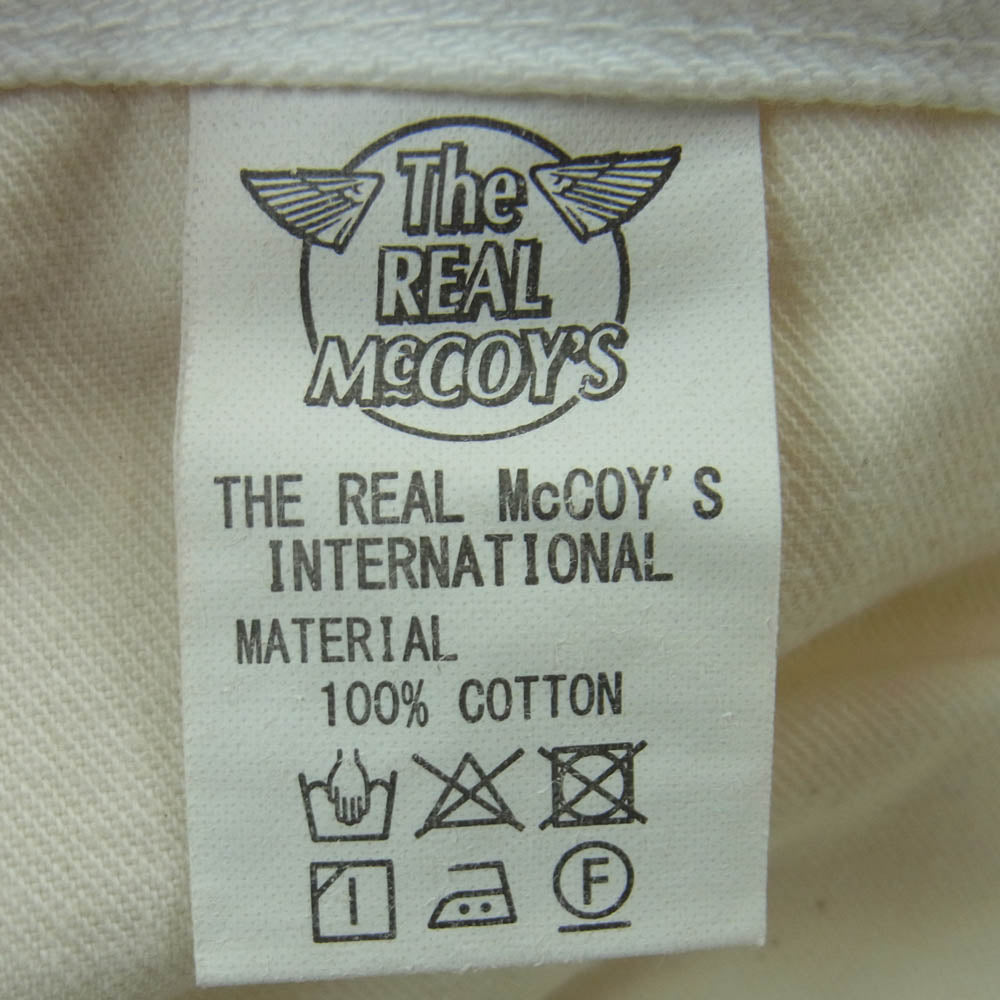 The
REAL
McCOY'S
THE REAL McCOY'S
INTERNATIONAL
MATERIAL
100% COTTON
F